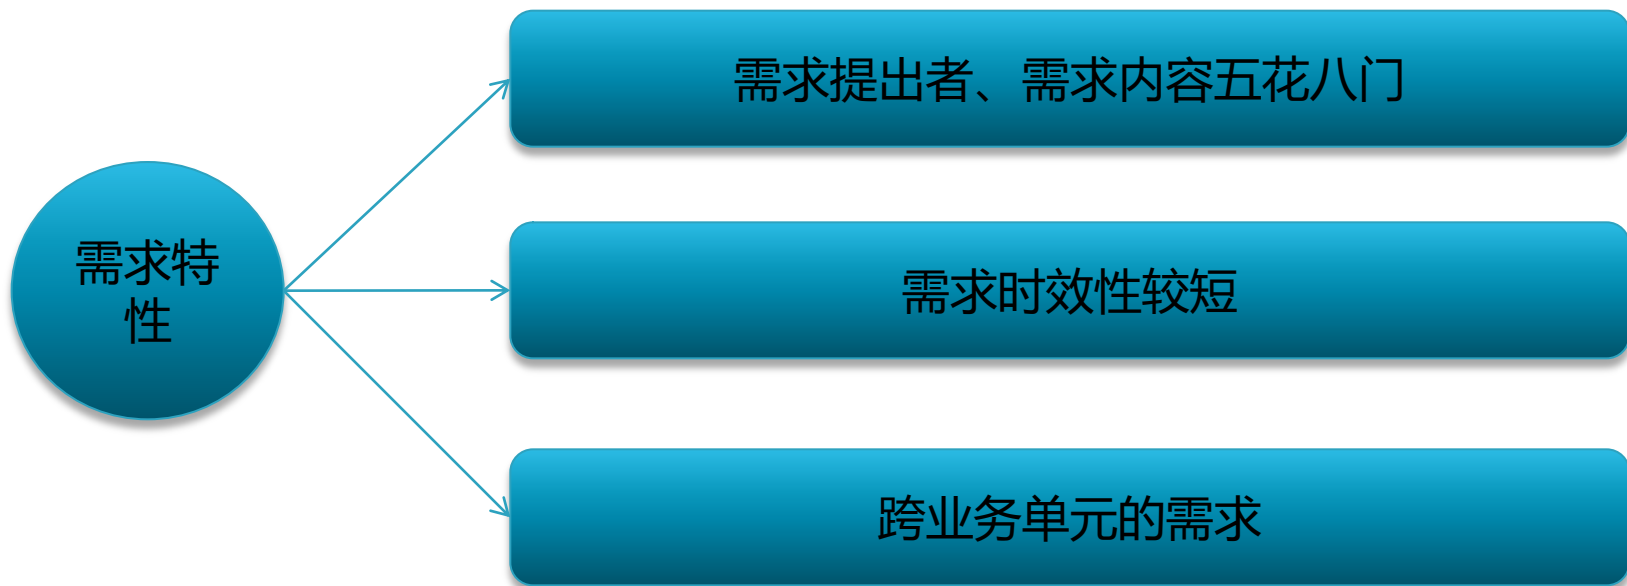 需求提出者、需求内容五花八门
需求特
性
需求时效性较短
跨业务单元的需求